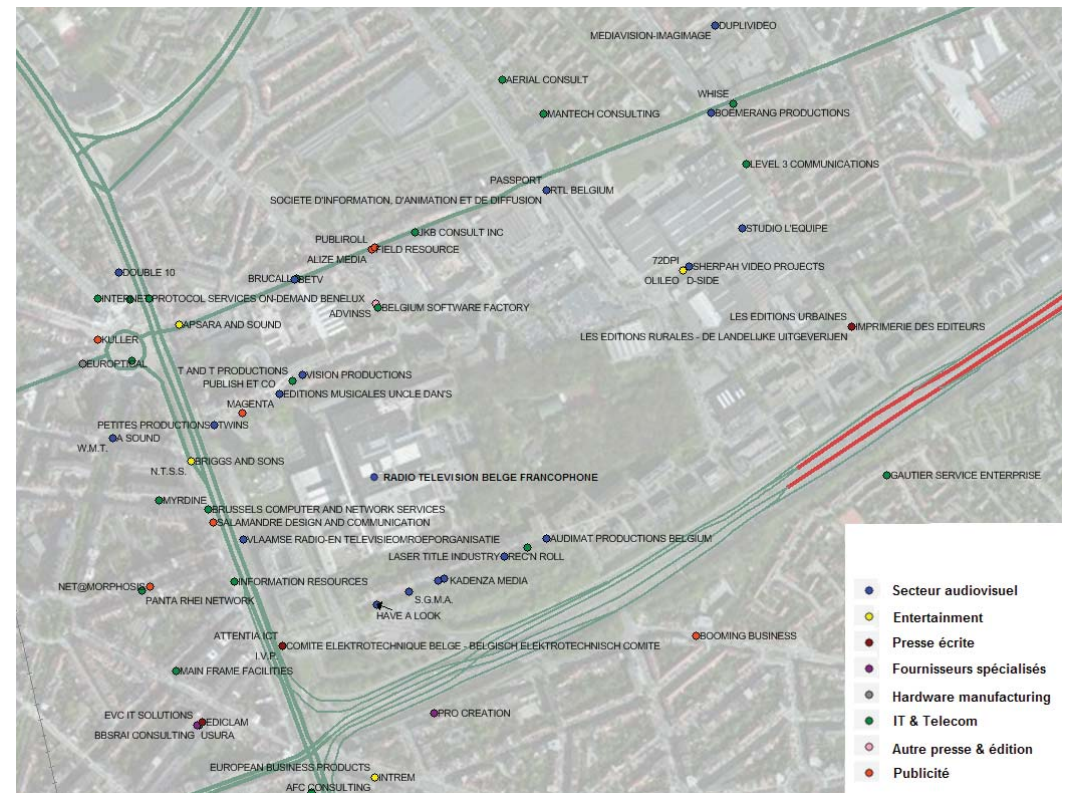 DUPLIVIDEO
MEDIAVISION-IMAGIMAGE
AERIAL CONSULT
WHISE
MANTECH CONSULTING
BOEMERANG PRODUCTIONS
LEVEL 3 COMMUNICATIONS
PASSPORT
RTL BELGIUM
SOCIETE D'INFORMATION, D'ANIMATION ET DE DIFFUSION
STUDIO L'EQUIPE
JKB CONSULT INC
PUBLIROLL
FIELD RESOURCE
ALIZE MEDIA
72DPI
SHERPAH VIDEO PROJECTS
OLILEO D-SIDE
DOUBLE 10
BRUCALL
BETV
INTERNET PROTOCOL SERVICES ON-DEMAND BENELUX
ADVINSS
BELGIUM SOFTWARE FACTORY
LES EDITIONS URBAINES
APSARA AND SOUND
IMPRIMERIE DES EDITEURS
LES EDITIONS RURALES - DE LANDELIJKE UITGEVERIJEN
KULLER
EUROPTICAL
T AND T PRODUCTIONS
VISION PRODUCTIONS
PUBLISH ET CO
EDITIONS MUSICALES UNCLE DAN'S
MAGENTA
PETITES PRODUCTIONS
TWINS
A SOUND
W.M.T.
BRIGGS AND SONS
N.T.S.S.
RADIO TELEVISION BELGE FRANCOPHONE
GAUTIER SERVICE ENTERPRISE
MYRDINE
BRUSSELS COMPUTER AND NETWORK SERVICES
SALAMANDRE DESIGN AND COMMUNICATION
VLAAMSE RADIO-EN TELEVISIEOMROEPORGANISATIE
AUDIMAT PRODUCTIONS BELGIUM
LASER TITLE INDUSTRY
REC'N ROLL
INFORMATION RESOURCES
KADENZA MEDIA
NET@MORPHOSIS
PANTA RHEI NETWORK
S.G.M.A.
HAVE A LOOK
ATTENTIA ICT
BOOMING BUSINESS
COMITE ELEKTROTECHNIQUE BELGE - BELGISCH ELEKTROTECHNISCH COMITE
I.V.P.
MAIN FRAME FACILITIES
EVC IT SOLUTIONS
EDICLAM
PRO CREATION
BBSRAI CONSULTING USURA
EUROPEAN BUSINESS PRODUCTS
INTREM
AFC CONSULTING
Secteur audiovisuel
Entertainment
Presse écrite
Fournisseurs spécialisés
Hardware manufacturing
IT & Telecom
Autre presse & édition
Publicité